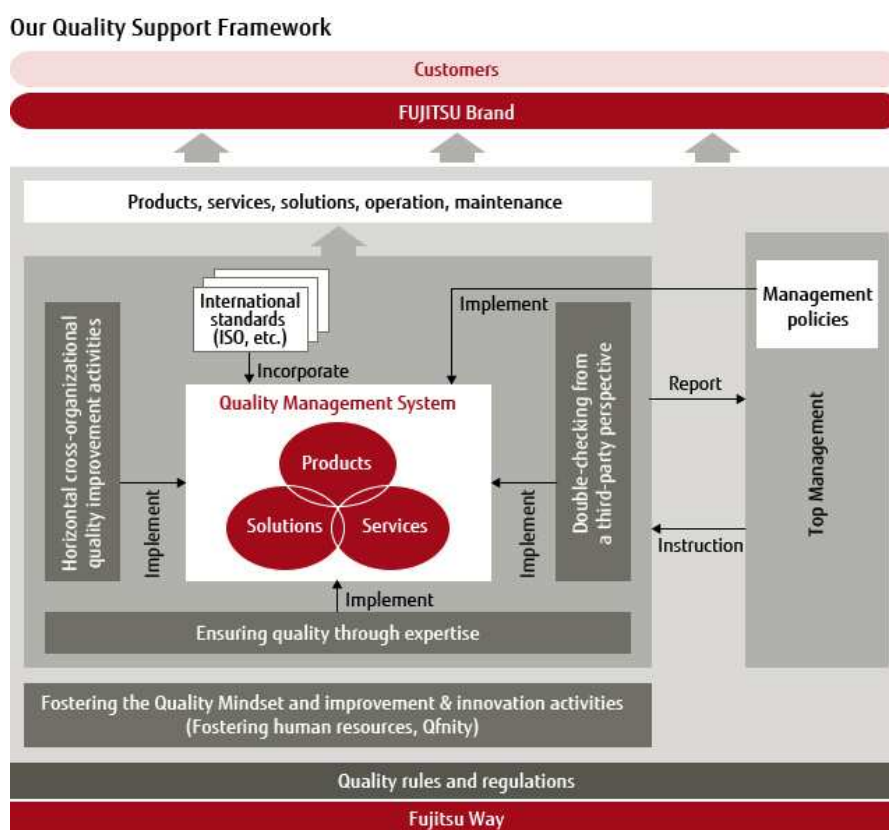 Our Quality Support Framework
Customers
FUJITSU Brand
Products, services, solutions, operation, maintenance
International
standards
(ISO, etc.)
Implement
Management
policies
Incorporate
Horizontal cross-organizational
quality improvement activities
Implement
Quality Management System
Products
Solutions
Services
Implement
Double-checking from
a third-party perspective
Report
Instruction
Top Management
Implement
Ensuring quality through expertise
Fostering the Quality Mindset and improvement & innovation activities
(Fostering human resources, Qfnity)
Quality rules and regulations
Fujitsu Way